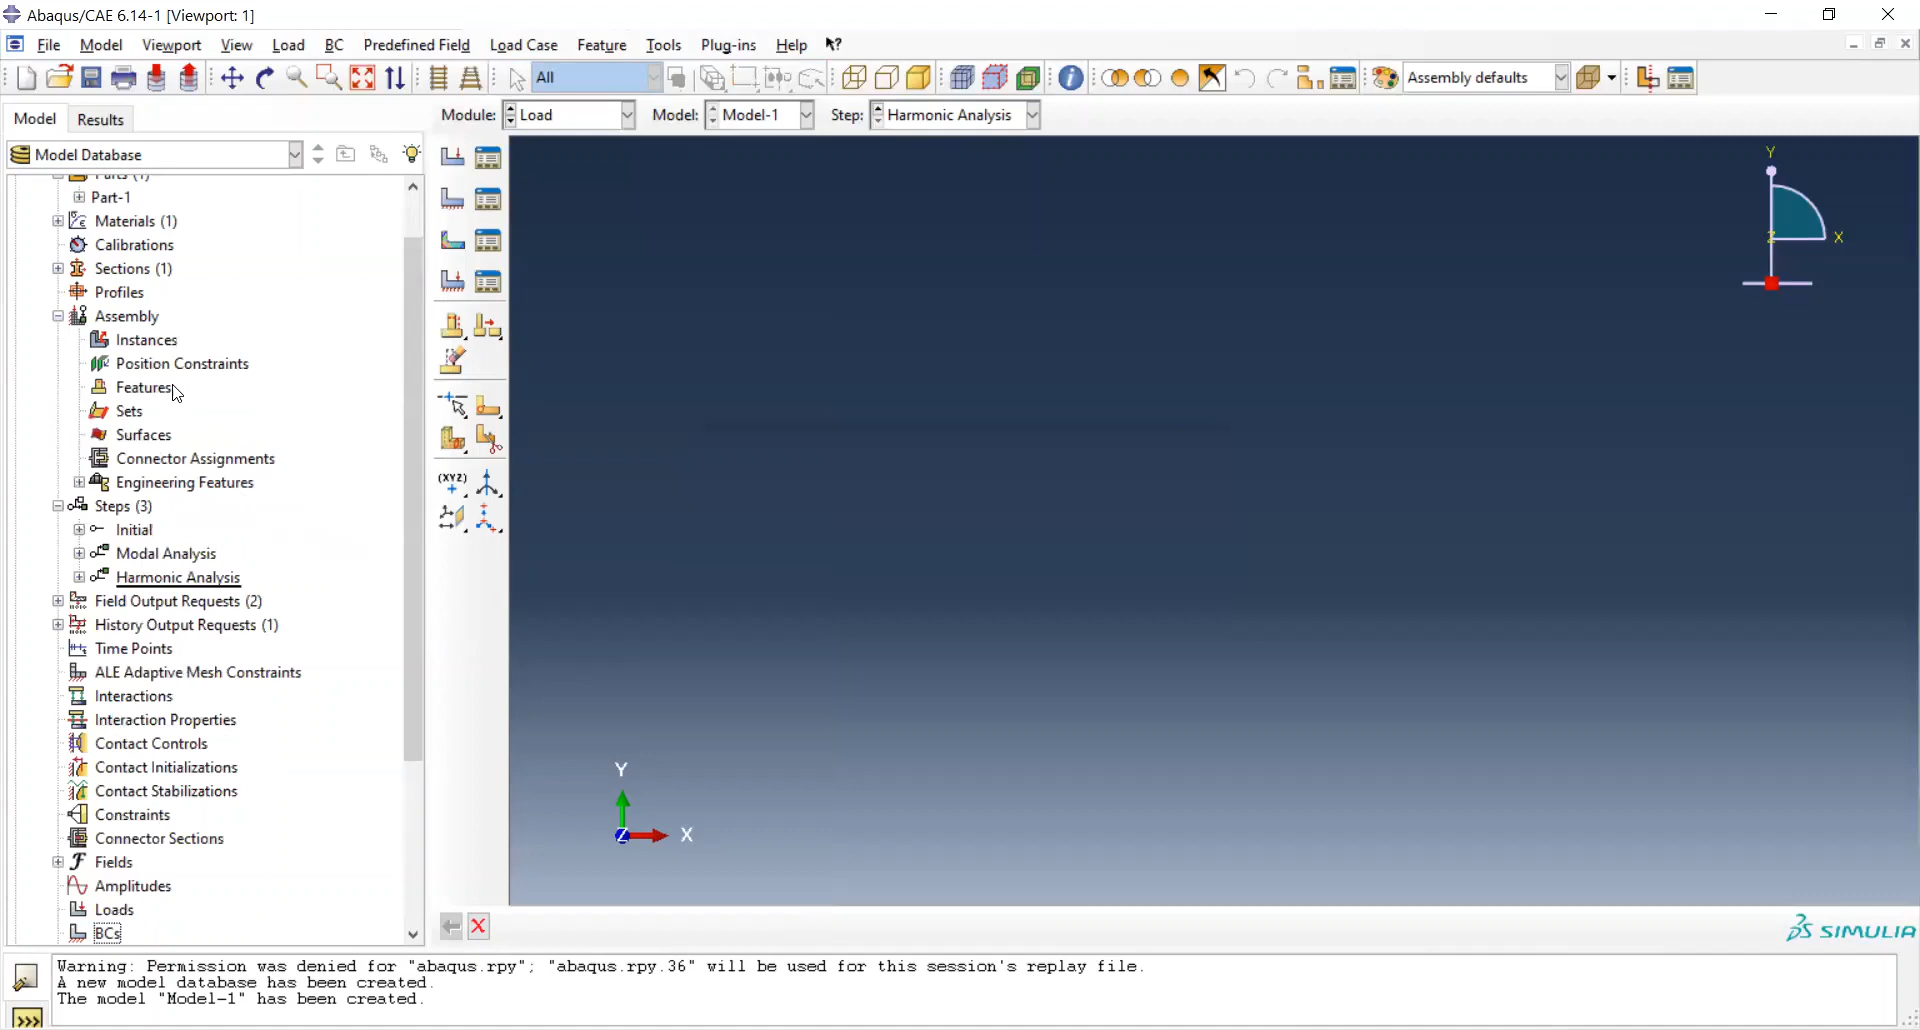 Abaqus/CAE 6.14-1 [Viewport: 1]
File Model Viewport View Load BC Predefined Field Load Case Feature Tools Plug-ins Help
All
Assembly defaults
Model Results
Module: Load Model: Model-1 Step: Harmonic Analysis
Model Database
Parts (1)
Part-1
Materials (1)
Calibrations
Sections (1)
Profiles
Assembly
Instances
Position Constraints
Features
Sets
Surfaces
Connector Assignments
Engineering Features
Steps (3)
Initial
Modal Analysis
Harmonic Analysis
Field Output Requests (2)
History Output Requests (1)
Time Points
ALE Adaptive Mesh Constraints
Interactions
Interaction Properties
Contact Controls
Contact Initializations
Contact Stabilizations
Constraints
Connector Sections
Fields
Amplitudes
Loads
BCs
(XYZ)
Y
Z
X
Y
Z
X
SIMULIA
Warning: Permission was denied for "abaqus.rpy"; "abaqus.rpy.36" will be used for this session's replay file.
A new model database has been created.
The model "Model-1" has been created.
>>>